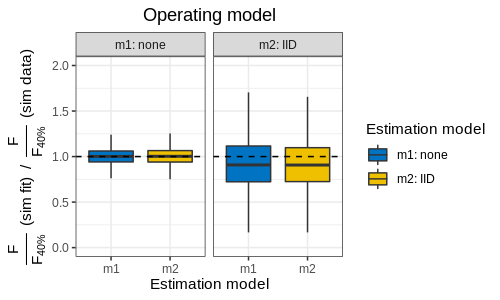 Operating model
m1: none
m2: IID
F/F40% (sim fit) / F/F40% (sim data)
2.0
1.5
1.0
0.5
0.0
m1 m2
m1 m2
Estimation model
Estimation model
m1: none
m2: IID